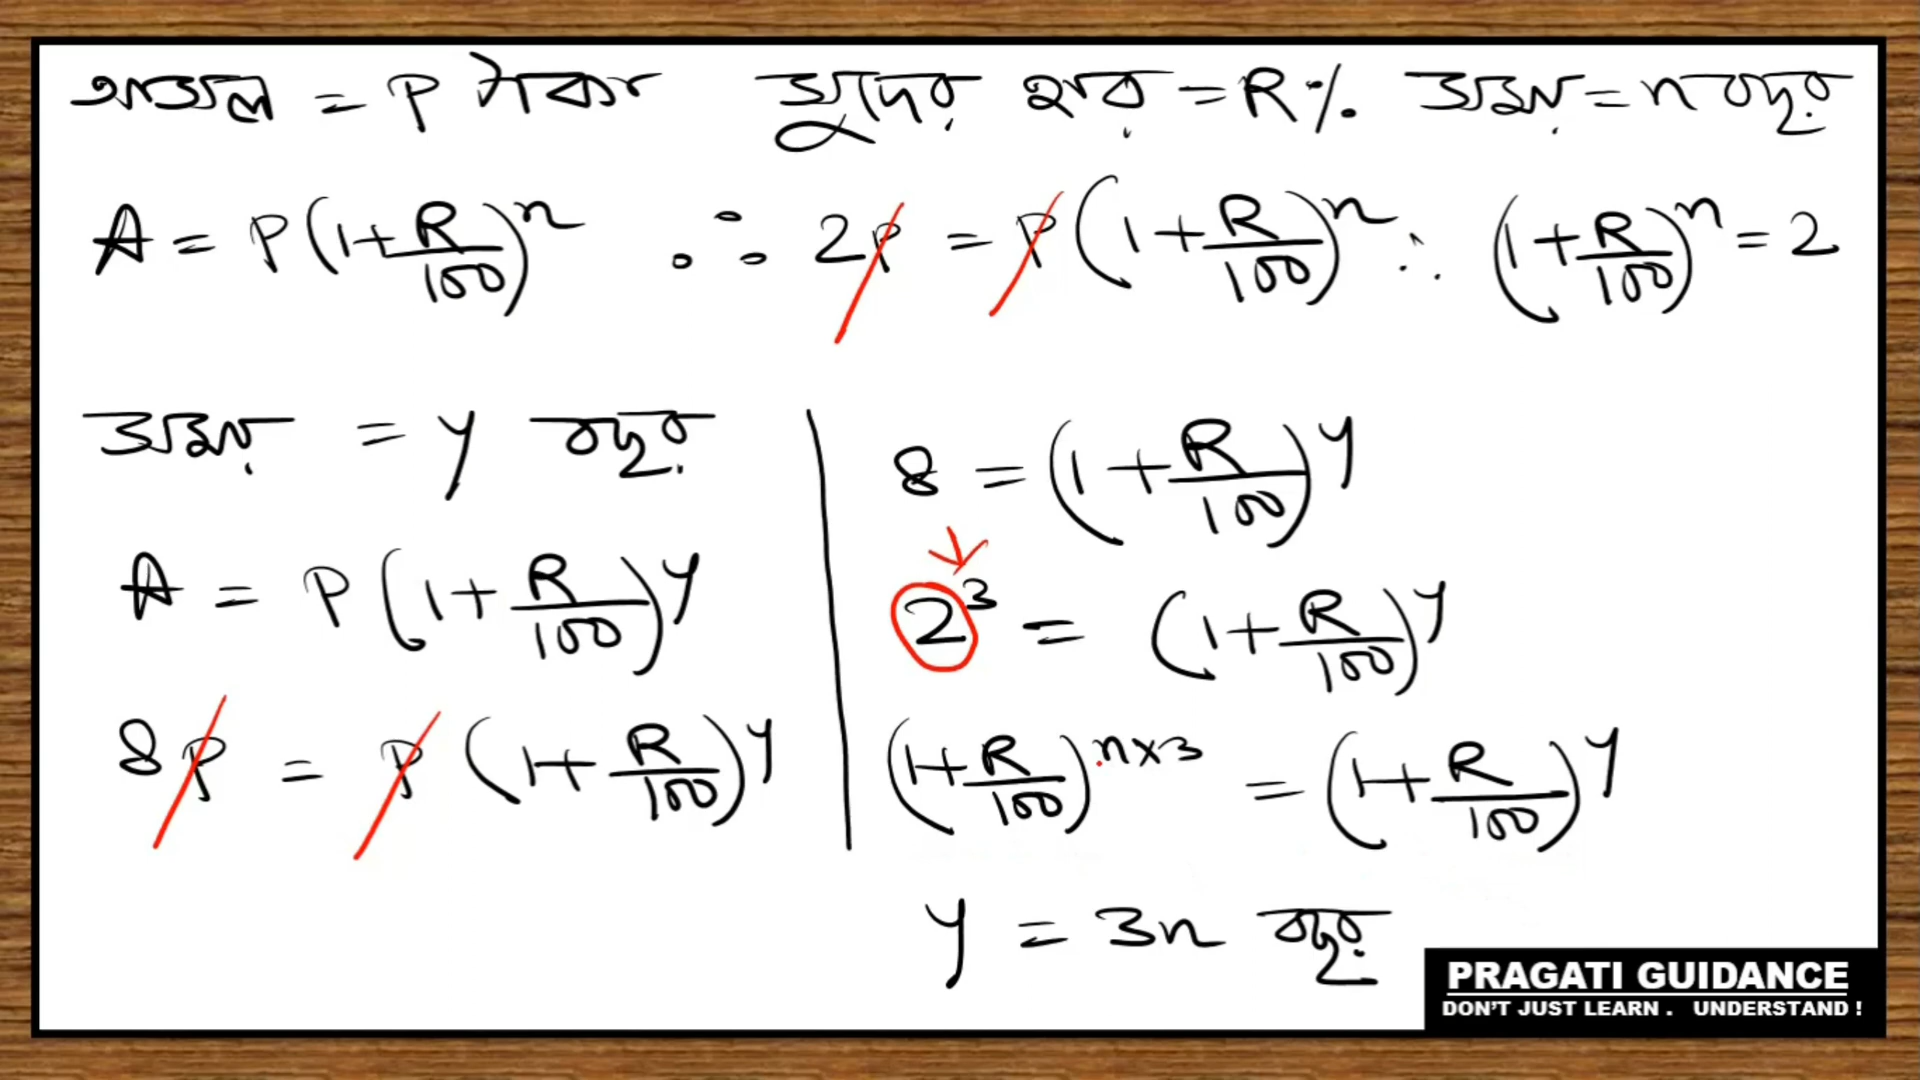 আসল = P টাকা সুদের হার = R% সময় = n বছর
A = P(1+R/100)^n ∴ 2P = P(1+R/100)^n ∴ (1+R/100)^n = 2
সময় = y বছর
A = P(1+R/100)^y
8P = P(1+R/100)^y
8 = (1+R/100)^y
2^3 = (1+R/100)^y
(1+R/100)^n×3 = (1+R/100)^y
y = 3n বছর
PRAGATI GUIDANCE
DON'T JUST LEARN . UNDERSTAND !